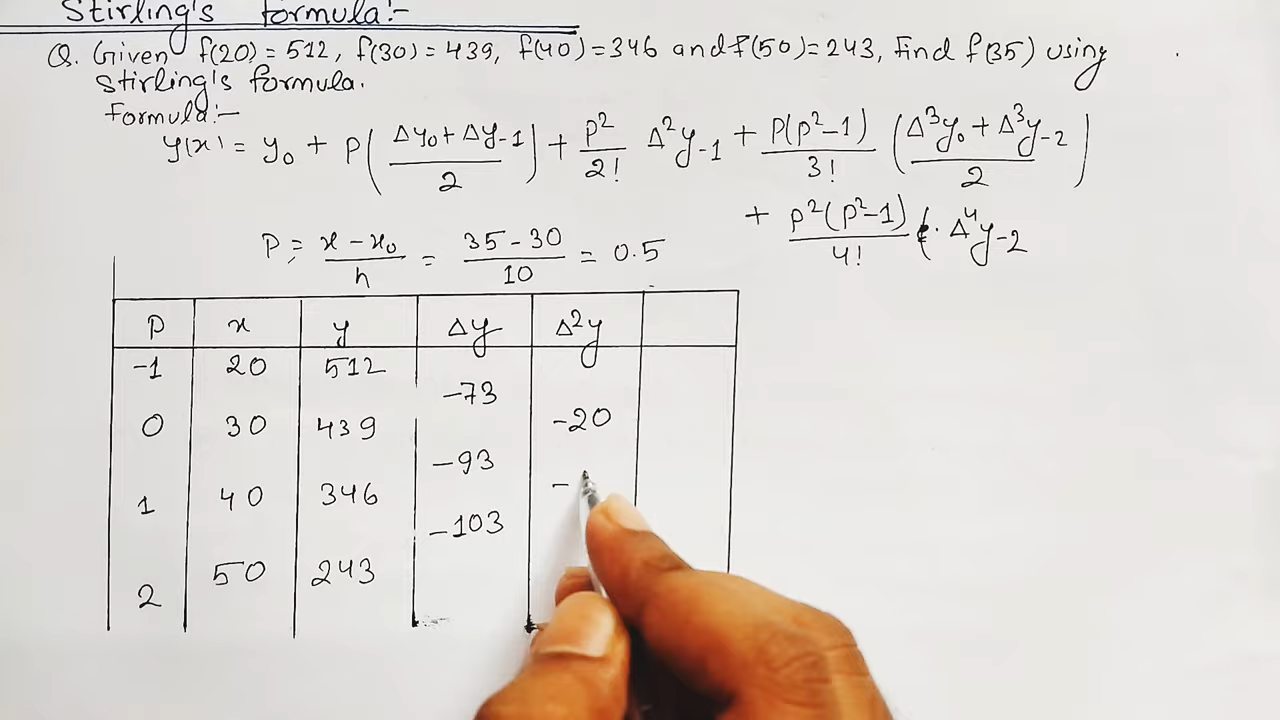 Stirling's formula:-
Q. Given f(20) = 512, f(30) = 439, f(40) = 346 and f(50) = 243, Find f(35) using
Stirling's formula.
Formula:-
y(x) = y₀ + P((Δy₀ + Δy₋₁)/2) + P²/2! Δ²y₋₁ + P(P²-1)/3! ((Δ³y₀ + Δ³y₋₂)/2)
+ P²(P²-1)/4! · Δ⁴y₋₂
P = (x - x₀)/h = (35 - 30)/10 = 0.5
P x y Δy Δ²y
-1 20 512
-73
0 30 439 -20
-93
1 40 346 -
-103
2 50 243